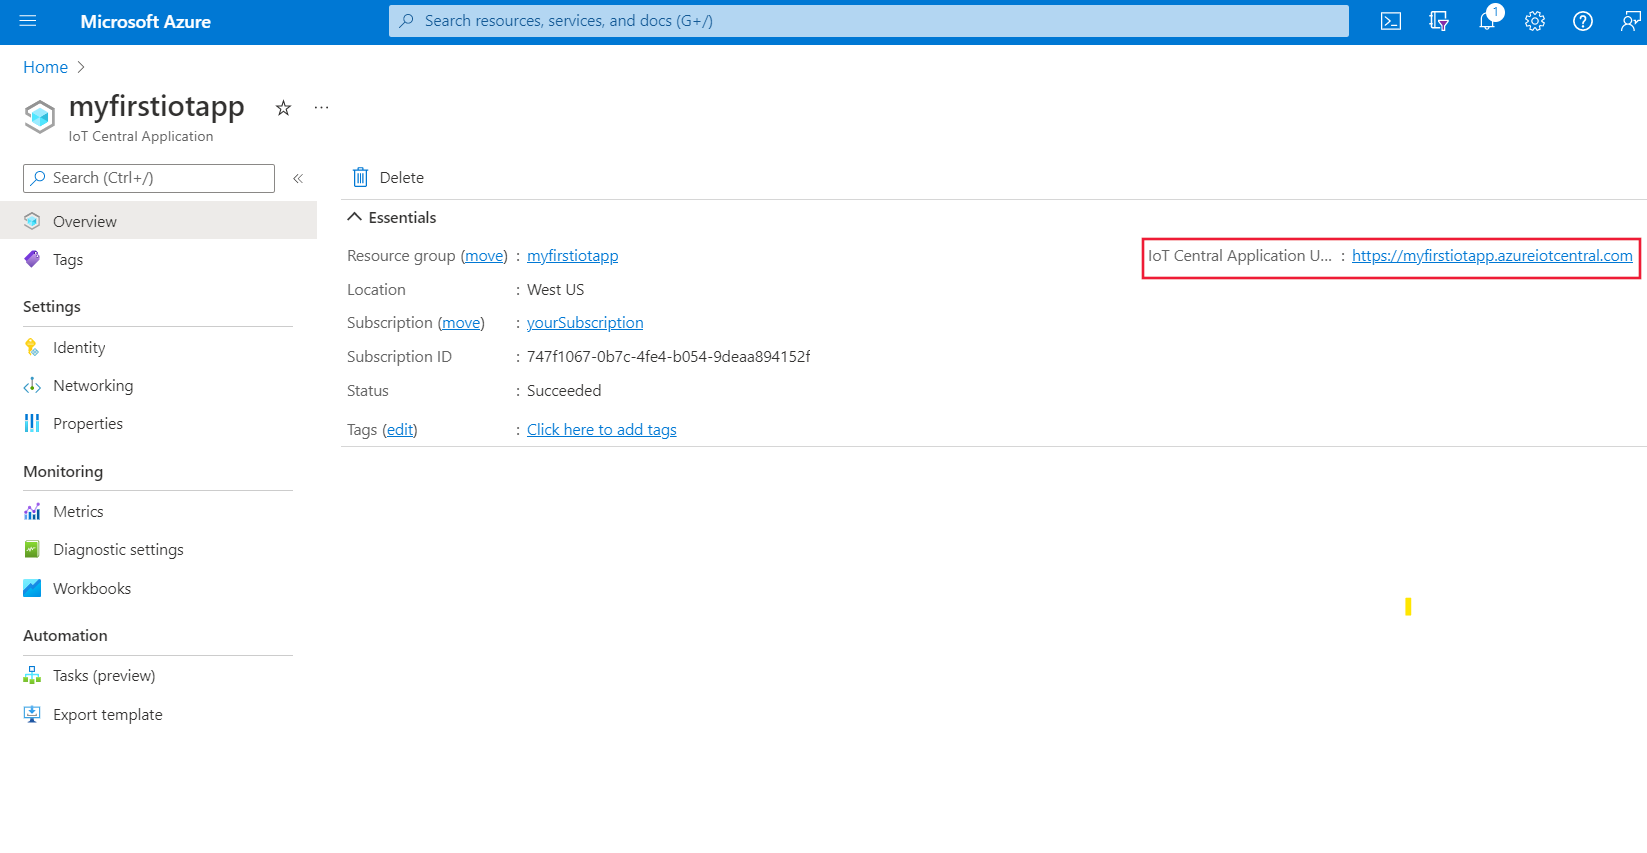 Microsoft Azure
Search resources, services, and docs (G+/)
1
Home
myfirstiotapp
IoT Central Application
Search (Ctrl+/)
Overview
Tags
Settings
Identity
Networking
Properties
Monitoring
Metrics
Diagnostic settings
Workbooks
Automation
Tasks (preview)
Export template
Delete
Essentials
Resource group (move) : myfirstiotapp
Location : West US
Subscription (move) : yourSubscription
Subscription ID : 747f1067-0b7c-4fe4-b054-9deaa894152f
Status : Succeeded
Tags (edit) : Click here to add tags
IoT Central Application U... : https://myfirstiotapp.azureiotcentral.com